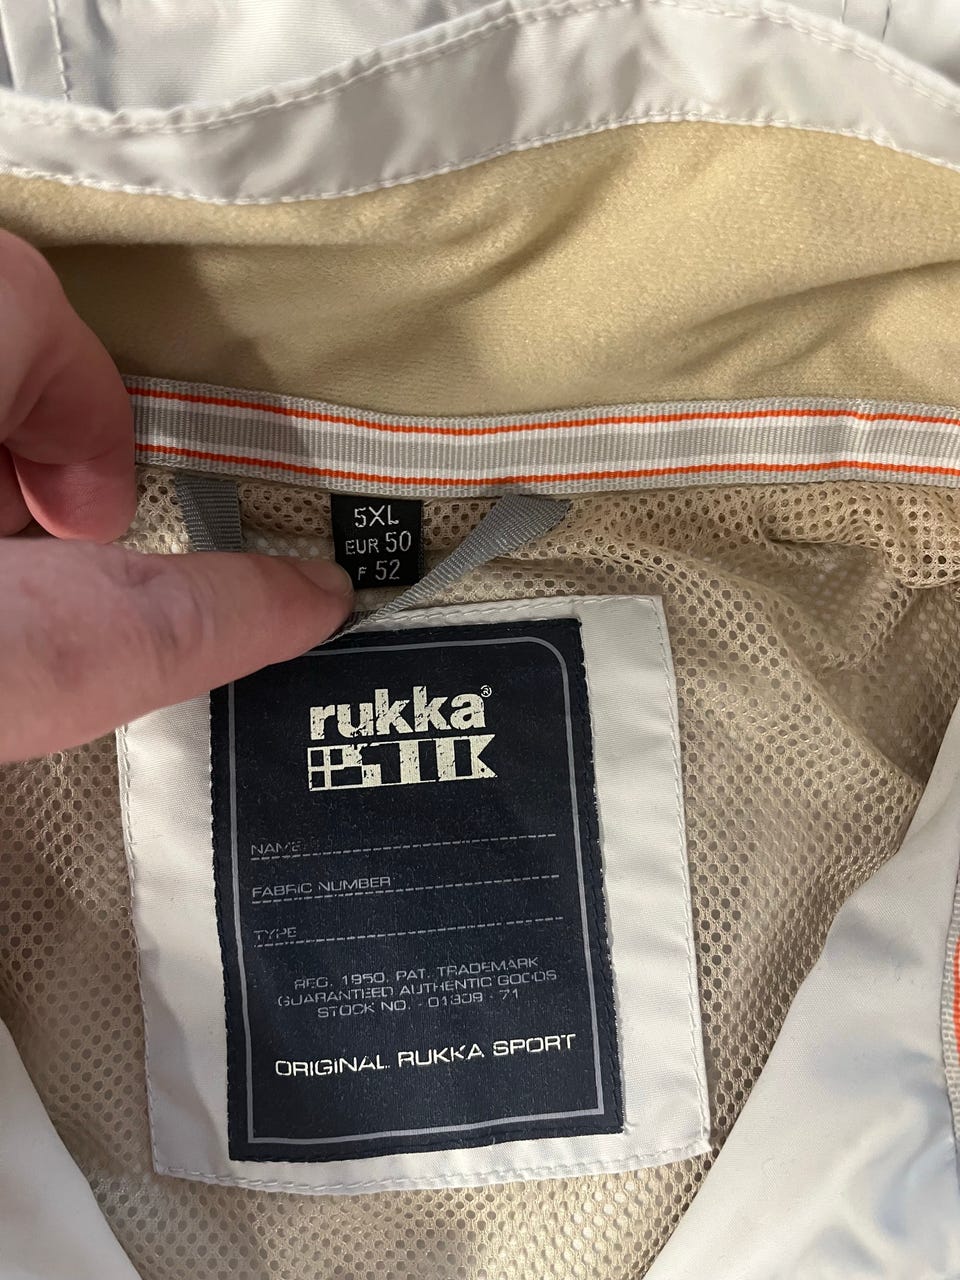 5XL
EUR 50
F 52
rukka®
NAME
FABRIC NUMBER
TYPE
REG. 1950. PAT. TRADEMARK
GUARANTEED AUTHENTIC GOODS
STOCK NO. - 01309 - 71
ORIGINAL RUKKA SPORT